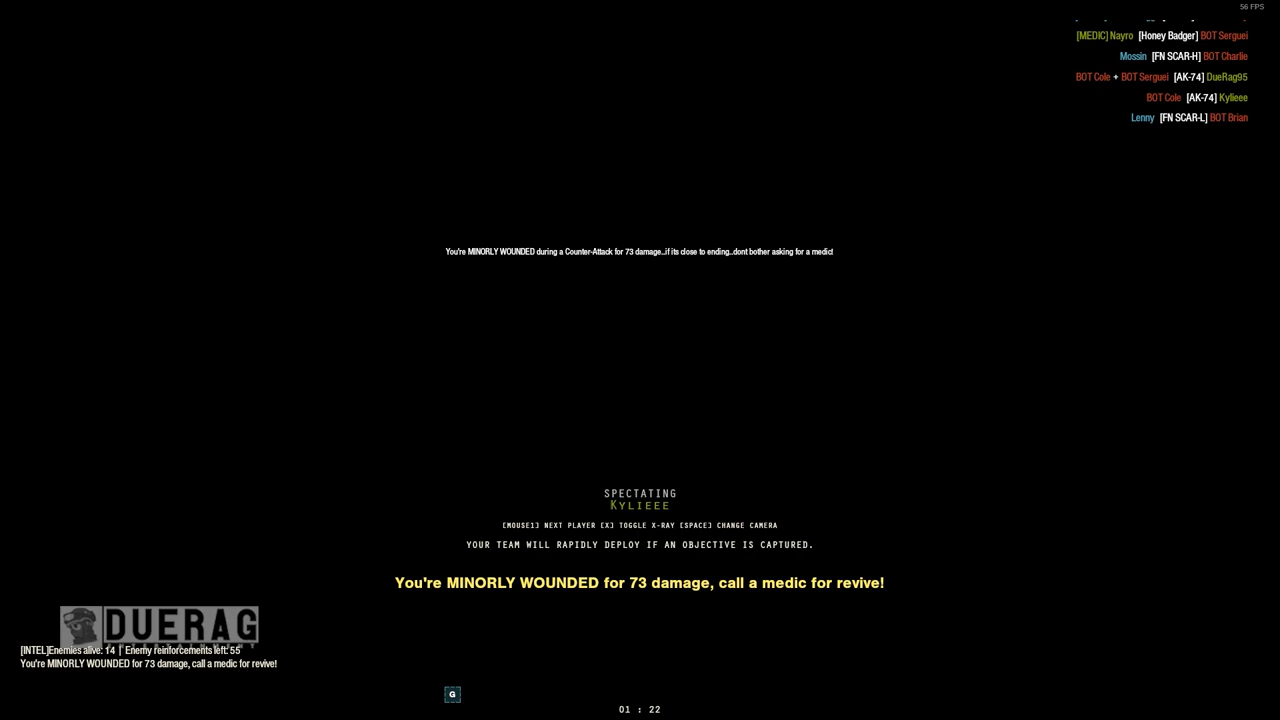 56 FPS
[MEDIC] Nayro [Honey Badger] BOT Serguei
Mossin [FN SCAR-H] BOT Charlie
BOT Cole + BOT Serguei [AK-74] DueRag95
BOT Cole [AK-74] Kylieee
Lenny [FN SCAR-L] BOT Brian
You're MINORLY WOUNDED during a Counter-Attack for 73 damage..if its close to ending..dont bother asking for a medic!
SPECTATING
KYLIEEE
[MOUSE1] NEXT PLAYER [X] TOGGLE X-RAY [SPACE] CHANGE CAMERA
YOUR TEAM WILL RAPIDLY DEPLOY IF AN OBJECTIVE IS CAPTURED.
You're MINORLY WOUNDED for 73 damage, call a medic for revive!
DUERAG
[INTEL]Enemies alive: 14 | Enemy reinforcements left: 55
You're MINORLY WOUNDED for 73 damage, call a medic for revive!
G
01 : 22